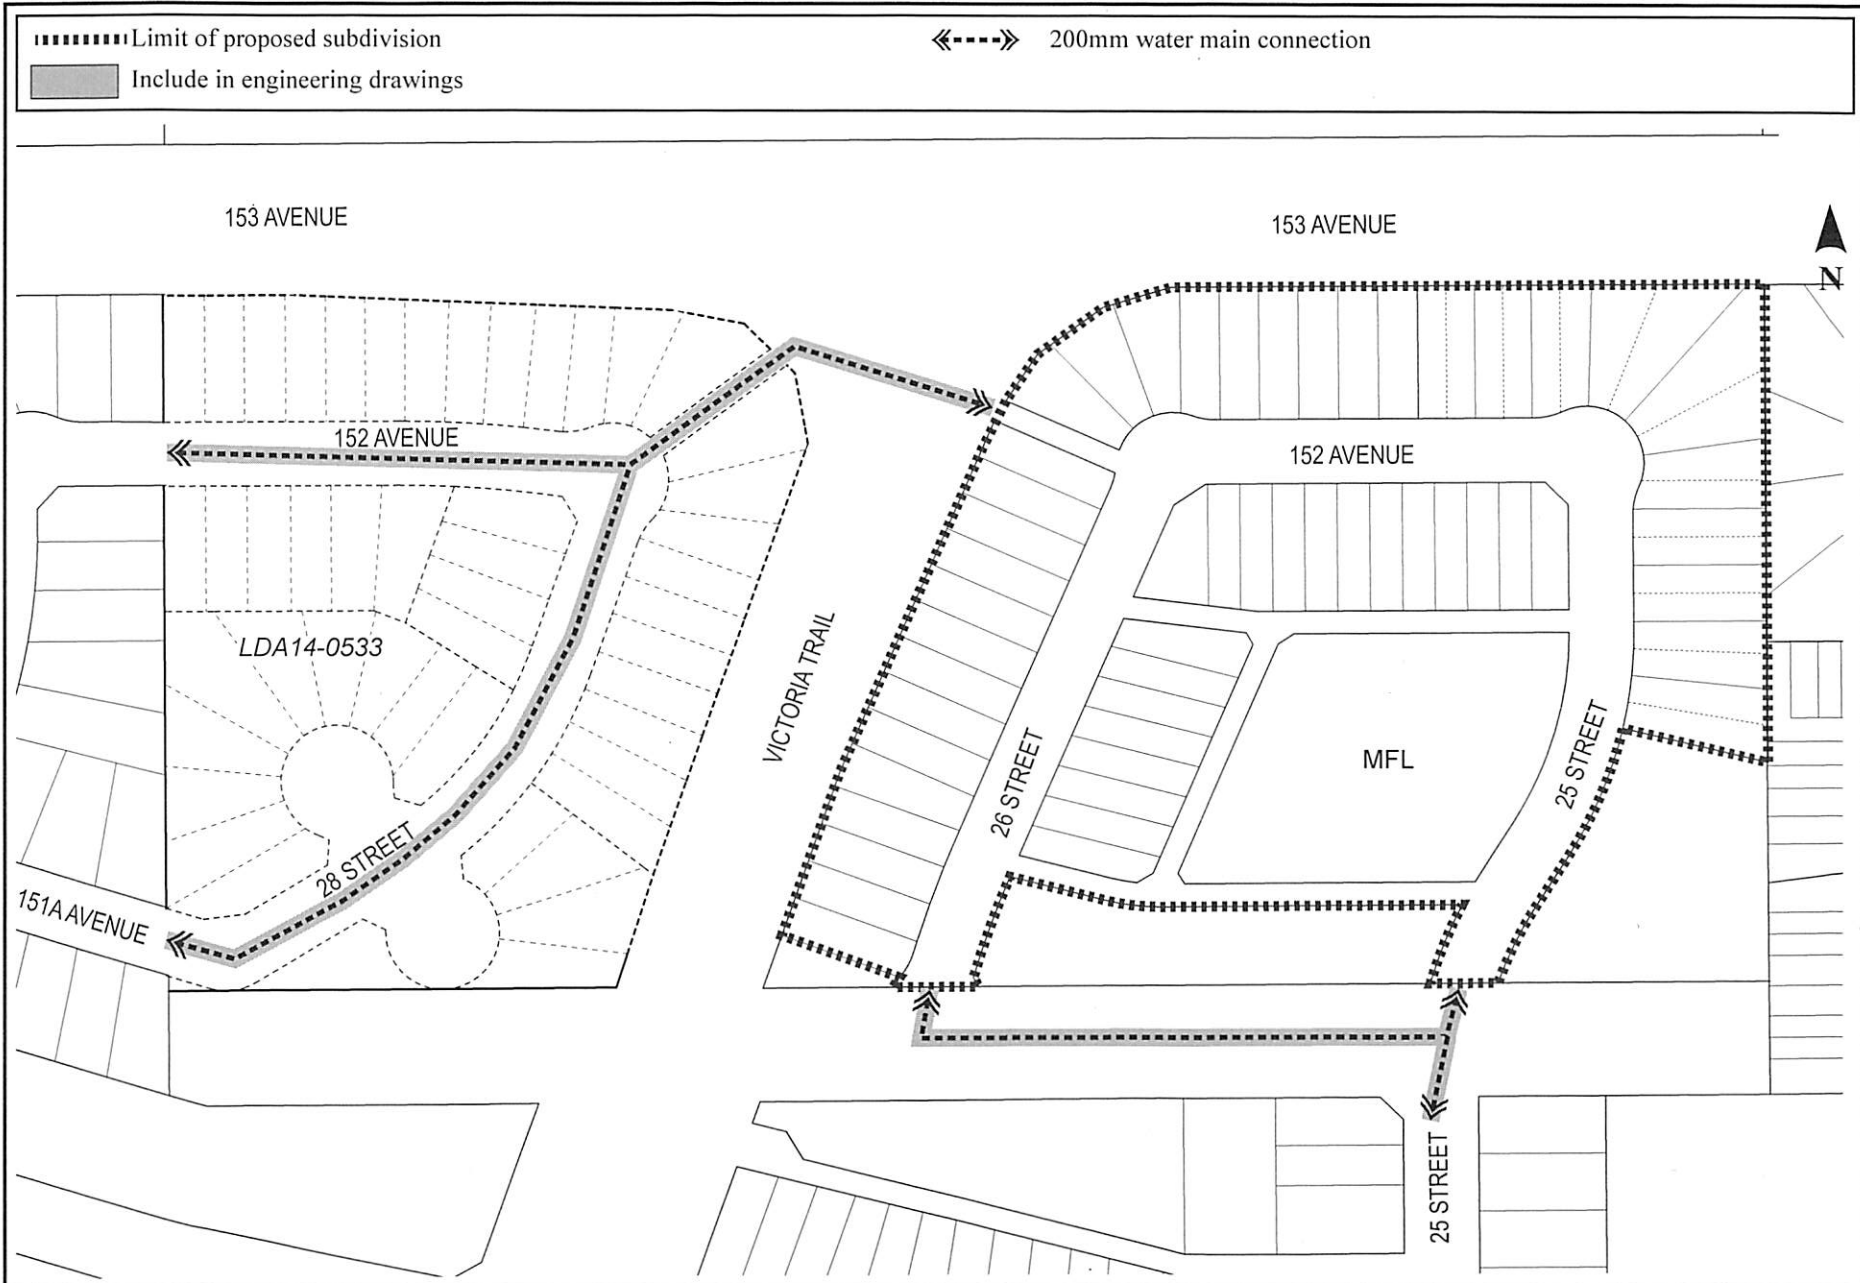 Limit of proposed subdivision
200mm water main connection
Include in engineering drawings
153 AVENUE
153 AVENUE
N
152 AVENUE
152 AVENUE
LDA14-0533
VICTORIA TRAIL
26 STREET
MFL
25 STREET
28 STREET
151A AVENUE
25 STREET